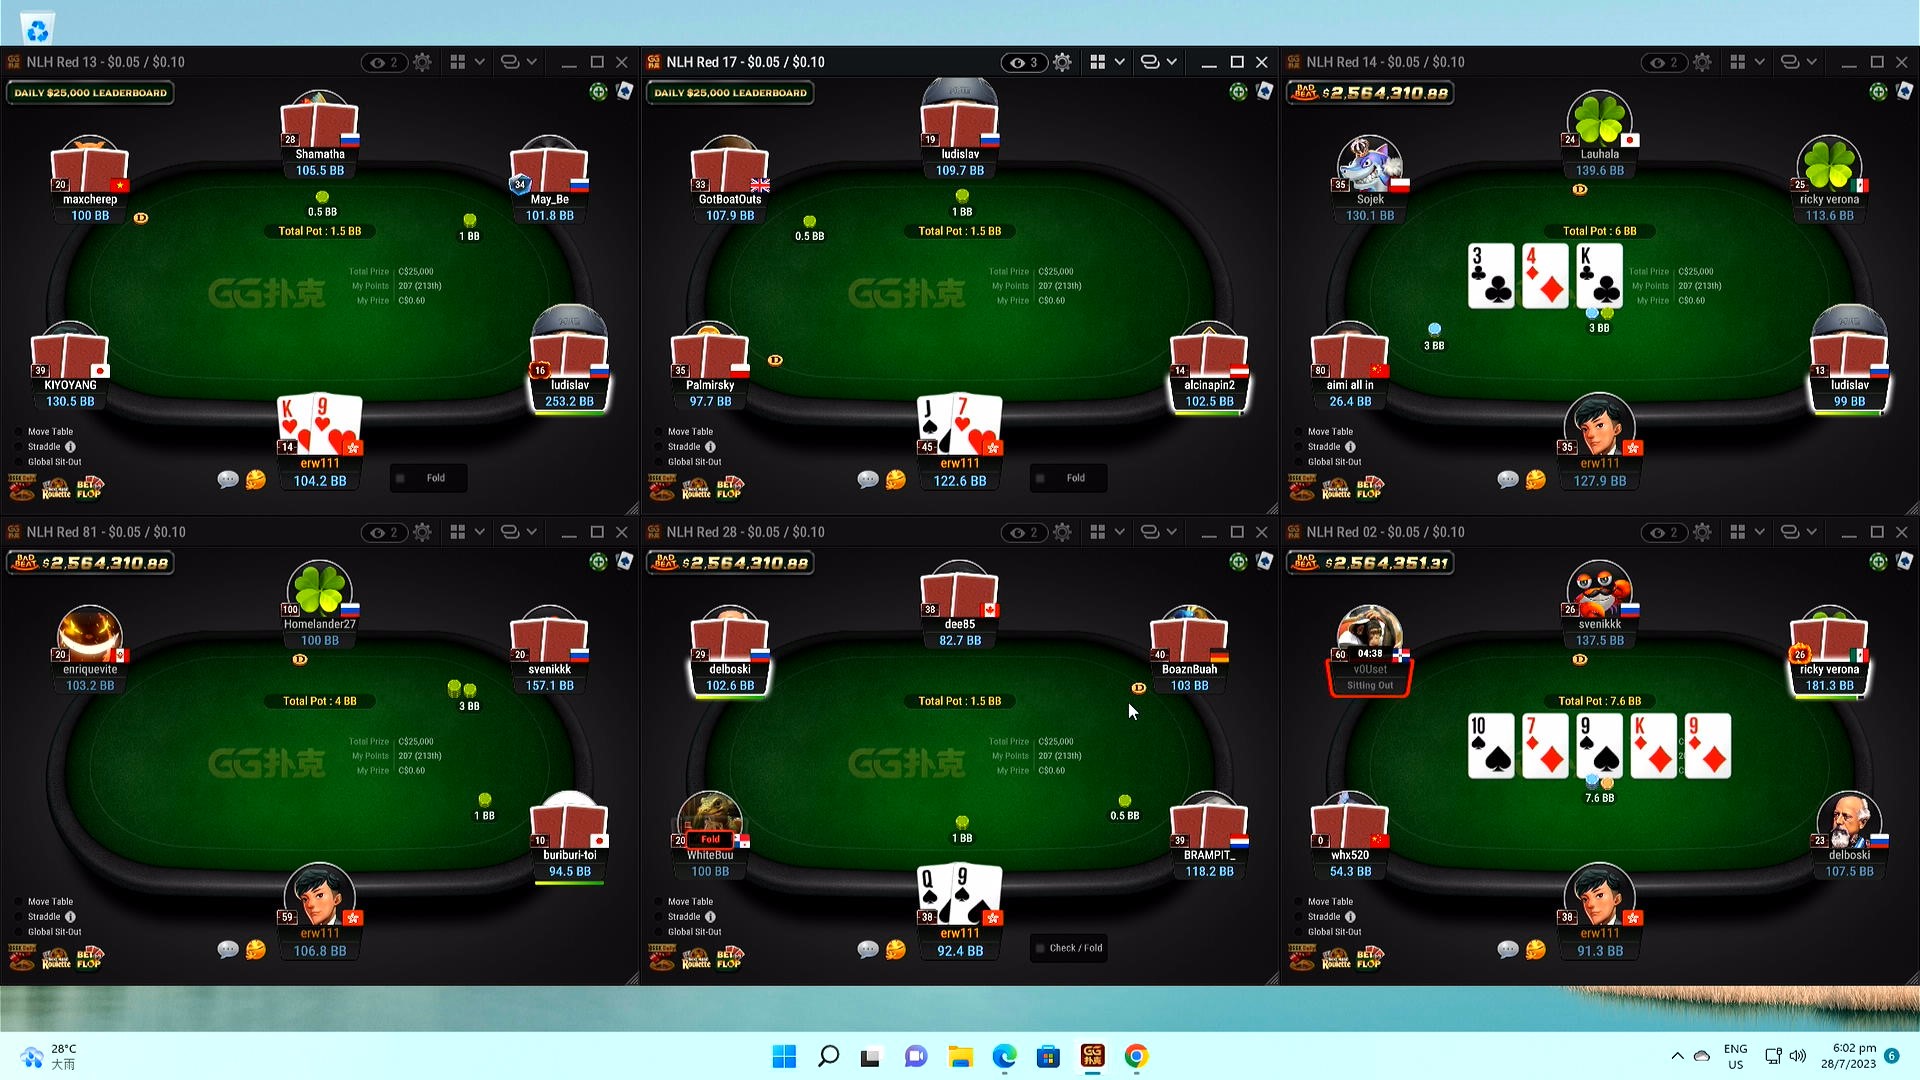 NLH Red 13 - $0.05 / $0.10
2
DAILY $25,000 LEADERBOARD
28
Shamatha
105.5 BB
20
maxcherep
100 BB
34
May_Be
101.8 BB
D
0.5 BB
1 BB
Total Pot : 1.5 BB
GG扑克
Total Prize C$25,000
My Points 207 (213th)
My Prize C$0.60
39
KIYOYANG
130.5 BB
16
ludislav
253.2 BB
K 9
14
erw111
104.2 BB
Move Table
Straddle
Global Sit-Out
Roulette
BET FLOP
Fold
NLH Red 17 - $0.05 / $0.10
3
DAILY $25,000 LEADERBOARD
19
ludislav
109.7 BB
33
GotBoatOuts
107.9 BB
0.5 BB
1 BB
Total Pot : 1.5 BB
GG扑克
Total Prize C$25,000
My Points 207 (213th)
My Prize C$0.60
D
35
Palmirsky
97.7 BB
14
alcinapin2
102.5 BB
J 7
45
erw111
122.6 BB
Move Table
Straddle
Global Sit-Out
Roulette
BET FLOP
Fold
NLH Red 14 - $0.05 / $0.10
2
BAD BEAT $2,564,310.88
24
Lauhala
139.6 BB
35
Sojek
130.1 BB
25
ricky verona
113.6 BB
D
Total Pot : 6 BB
3 4 K
Total Prize C$25,000
My Points 207 (213th)
My Prize C$0.60
3 BB
3 BB
80
aimi all in
26.4 BB
13
ludislav
99 BB
35
erw111
127.9 BB
Move Table
Straddle
Global Sit-Out
Roulette
BET FLOP
NLH Red 81 - $0.05 / $0.10
2
BAD BEAT $2,564,310.88
100
Homelander27
100 BB
20
enriquevite
103.2 BB
20
svenikkk
157.1 BB
D
3 BB
Total Pot : 4 BB
GG扑克
Total Prize C$25,000
My Points 207 (213th)
My Prize C$0.60
1 BB
10
buriburi-toi
94.5 BB
59
erw111
106.8 BB
Move Table
Straddle
Global Sit-Out
Roulette
BET FLOP
NLH Red 28 - $0.05 / $0.10
2
BAD BEAT $2,564,310.88
38
dee85
82.7 BB
29
delboski
102.6 BB
40
BoaznBuah
103 BB
D
Total Pot : 1.5 BB
GG扑克
Total Prize C$25,000
My Points 207 (213th)
My Prize C$0.60
0.5 BB
1 BB
20
Fold
WhiteBuu
100 BB
39
BRAMPIT_
118.2 BB
Q 9
38
erw111
92.4 BB
Move Table
Straddle
Global Sit-Out
Roulette
BET FLOP
Check / Fold
NLH Red 02 - $0.05 / $0.10
2
BAD BEAT $2,564,351.31
26
svenikkk
137.5 BB
60
04:38
v0Uset
Sitting Out
26
ricky verona
181.3 BB
D
Total Pot : 7.6 BB
10 7 9 K 9
7.6 BB
0
whx520
54.3 BB
23
delboski
107.5 BB
38
erw111
91.3 BB
Move Table
Straddle
Global Sit-Out
Roulette
BET FLOP
28°C
大雨
GG扑克
ENG
US
6:02 pm
28/7/2023
6